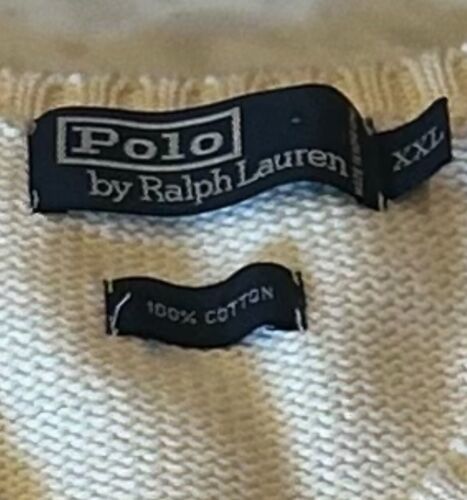 Polo
by Ralph Lauren
XXL
100% COTTON